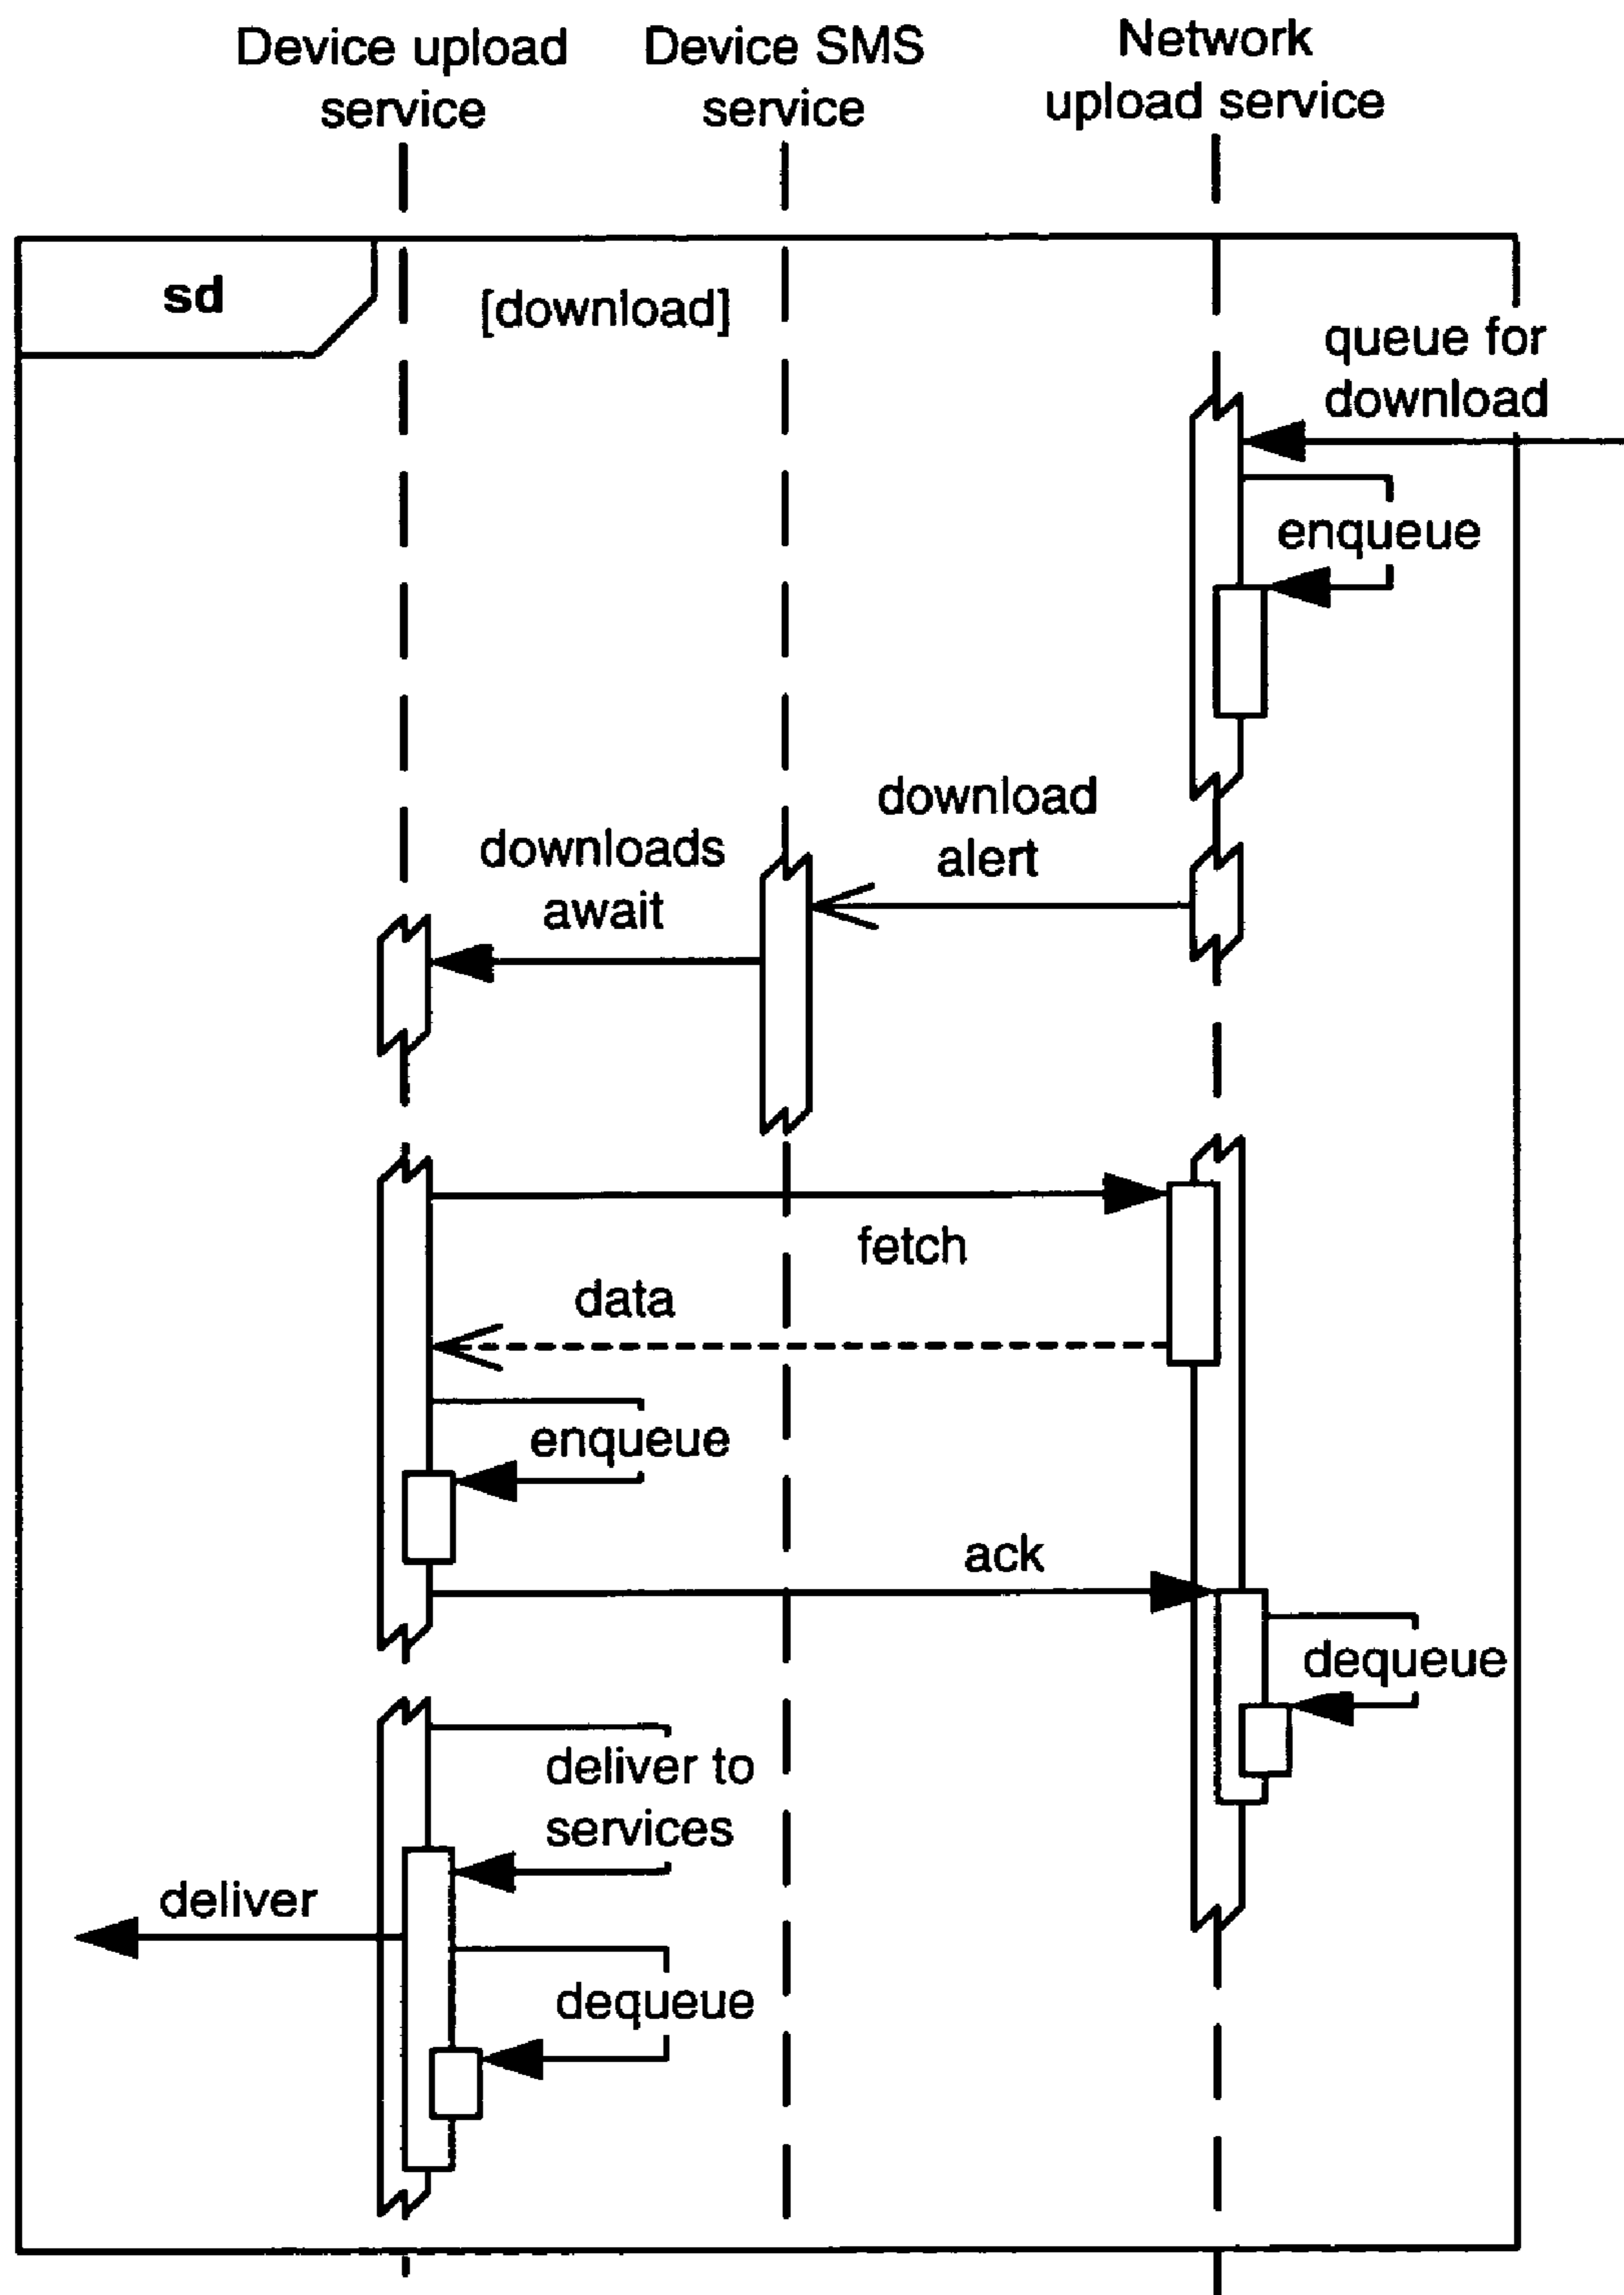 Device upload
service
Device SMS
service
Network
upload service
sd
[download]
queue for
download
enqueue
download
alert
downloads
await
fetch
data
enqueue
ack
dequeue
deliver to
services
deliver
dequeue